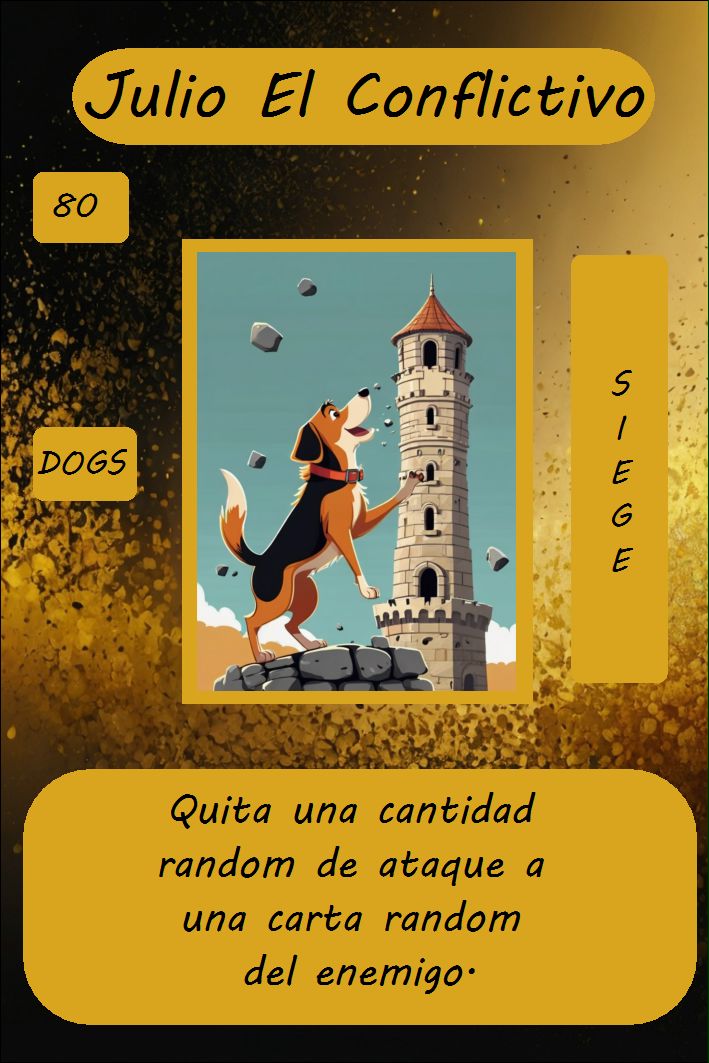 Julio El Conflictivo
80
DOGS
S
I
E
G
E
Quita una cantidad
random de ataque a
una carta random
del enemigo.